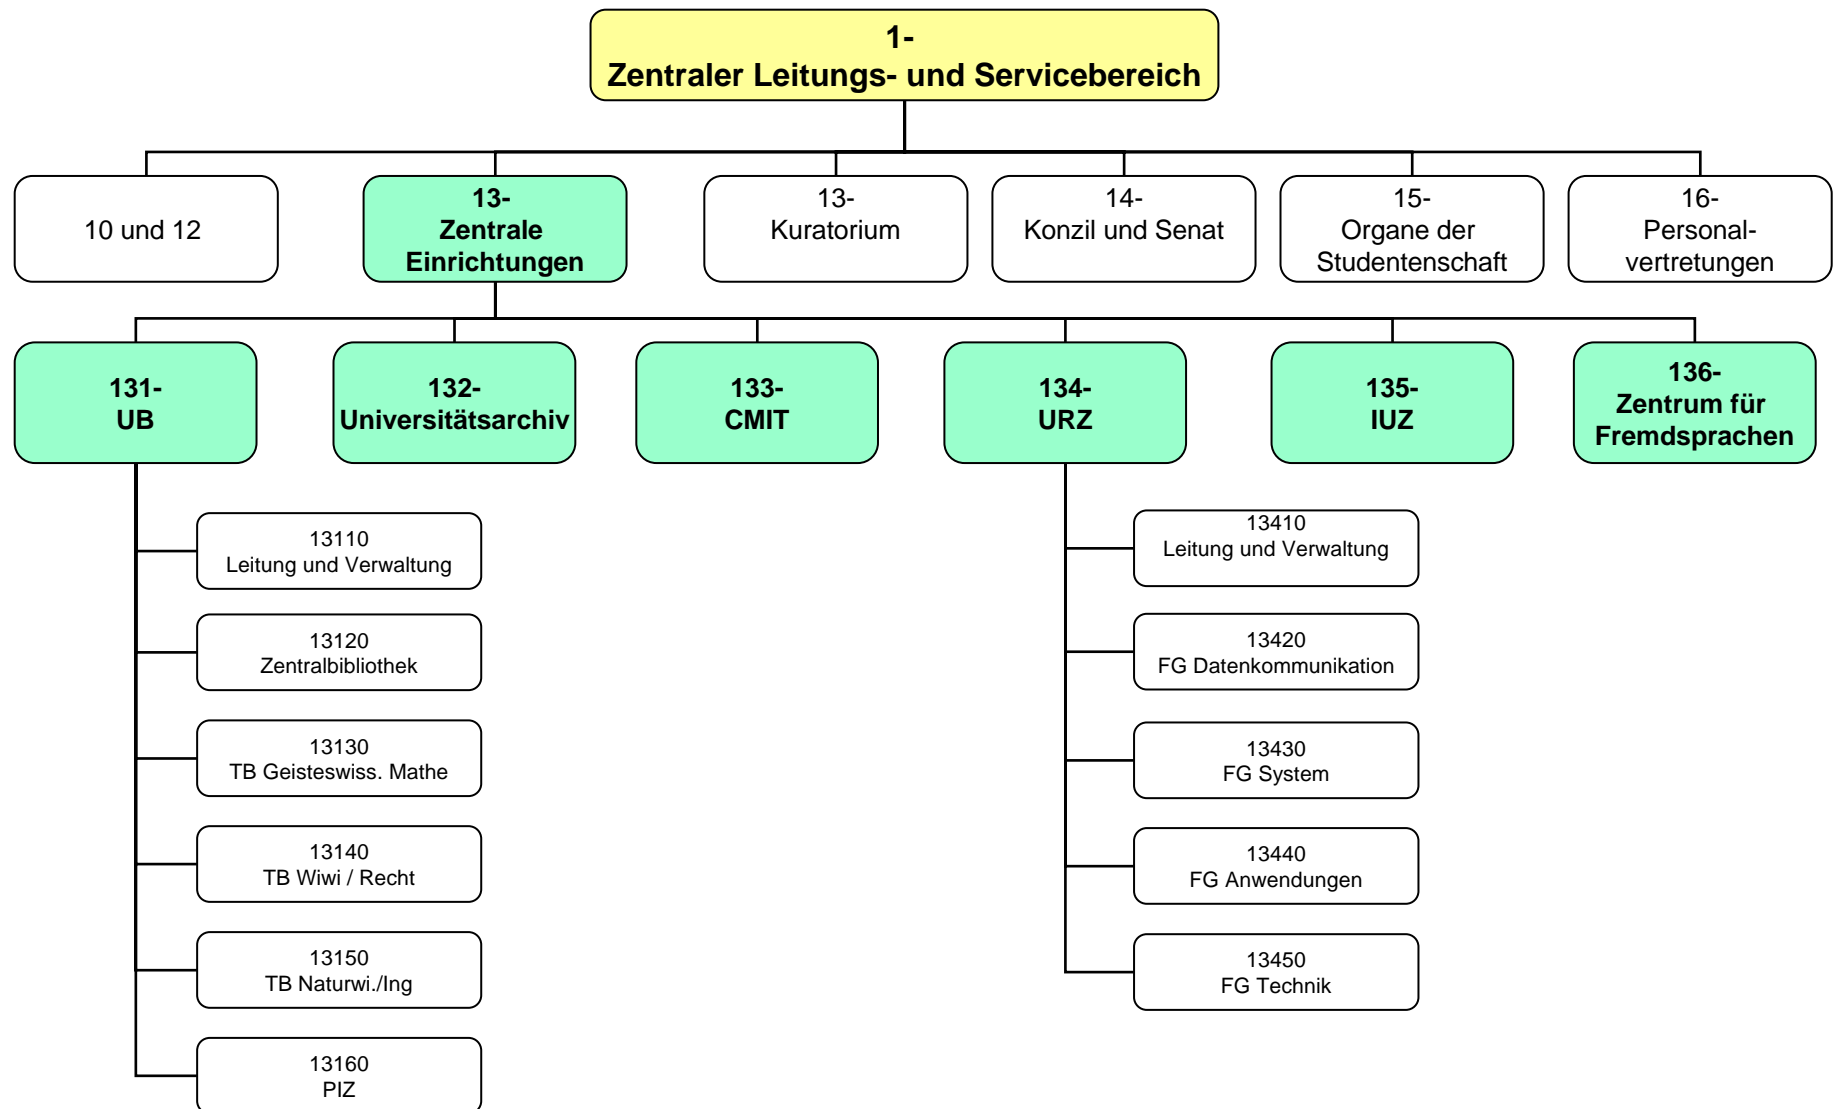 1-
Zentraler Leitungs- und Servicebereich
10 und 12
13-
Zentrale
Einrichtungen
13-
Kuratorium
14-
Konzil und Senat
15-
Organe der
Studentenschaft
16-
Personal-
vertretungen
131-
UB
132-
Universitätsarchiv
133-
CMIT
134-
URZ
135-
IUZ
136-
Zentrum für
Fremdsprachen
13110
Leitung und Verwaltung
13120
Zentralbibliothek
13130
TB Geisteswiss. Mathe
13140
TB Wiwi / Recht
13150
TB Naturwi./Ing
13160
PIZ
13410
Leitung und Verwaltung
13420
FG Datenkommunikation
13430
FG System
13440
FG Anwendungen
13450
FG Technik